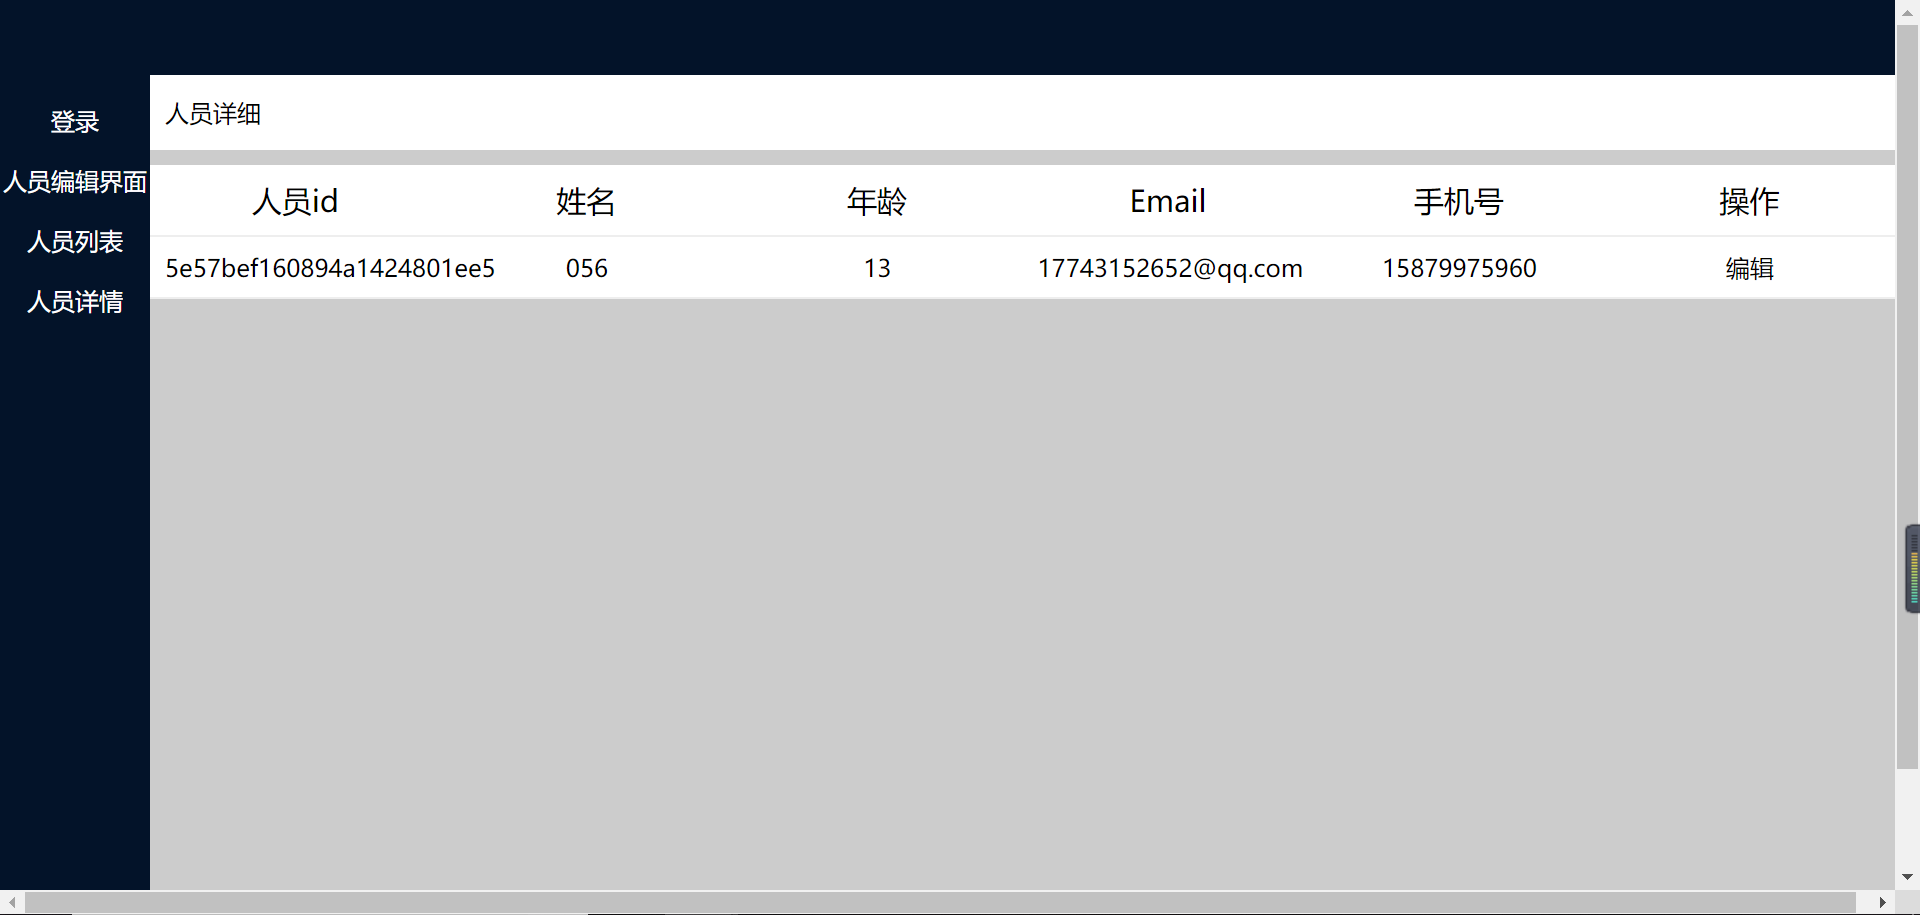 登录
人员编辑界面
人员列表
人员详情
人员详细
人员id 姓名 年龄 Email 手机号 操作
5e57bef160894a1424801ee5 056 13 17743152652@qq.com 15879975960 编辑